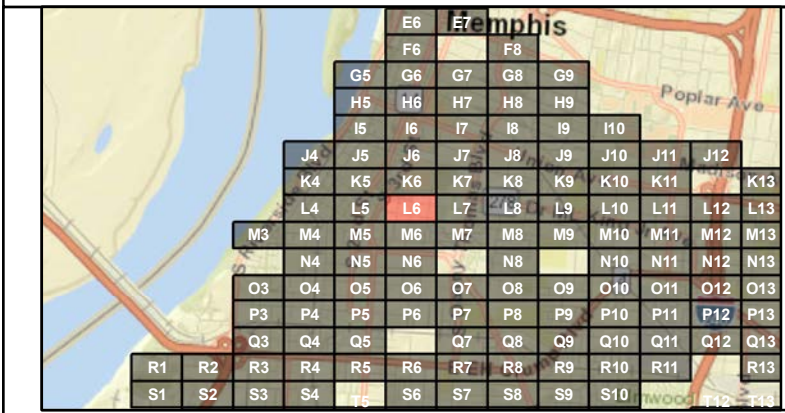 Memphis
E6 E7
F6 F8
G5 G6 G7 G8 G9
Poplar Ave
H5 H6 H7 H8 H9
I5 I6 I7 I8 I9 I10
J4 J5 J6 J7 J8 J9 J10 J11 J12
K4 K5 K6 K7 K8 K9 K10 K11 K13
L4 L5 L6 L7 L8 L9 L10 L11 L12 L13
M3 M4 M5 M6 M7 M8 M9 M10 M11 M12 M13
N4 N5 N6 N8 N10 N11 N12 N13
O3 O4 O5 O6 O7 O8 O9 O10 O11 O12 O13
P3 P4 P5 P6 P7 P8 P9 P10 P11 P12 P13
Q3 Q4 Q5 Q7 Q8 Q9 Q10 Q11 Q12 Q13
R1 R2 R3 R4 R5 R6 R7 R8 R9 R10 R11 R13
S1 S2 S3 S4 S6 S7 S8 S9 S10
T5 T12 T13
S Riverside Blvd